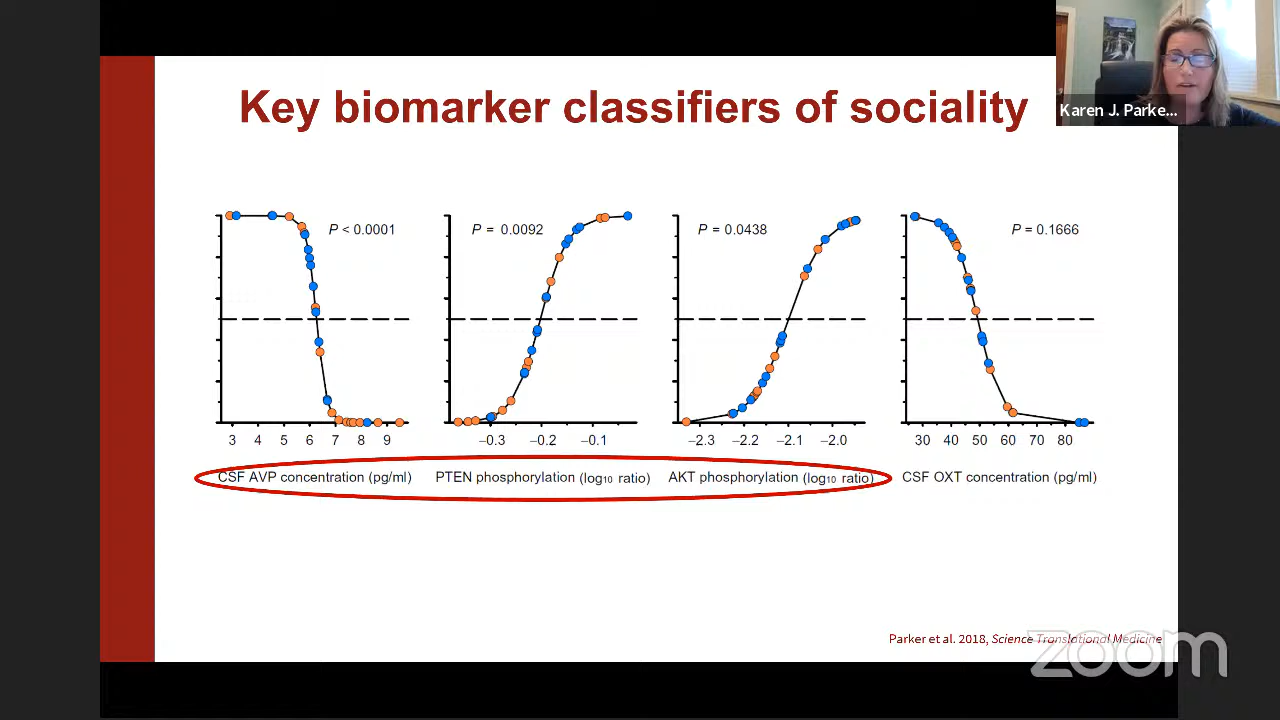 Key biomarker classifiers of sociality
Karen J. Parke...
P < 0.0001
P = 0.0092
P = 0.0438
P = 0.1666
3 4 5 6 7 8 9
−0.3 −0.2 −0.1
−2.3 −2.2 −2.1 −2.0
30 40 50 60 70 80
CSF AVP concentration (pg/ml)
PTEN phosphorylation (log₁₀ ratio)
AKT phosphorylation (log₁₀ ratio)
CSF OXT concentration (pg/ml)
Parker et al. 2018, Science Translational Medicine
zoom